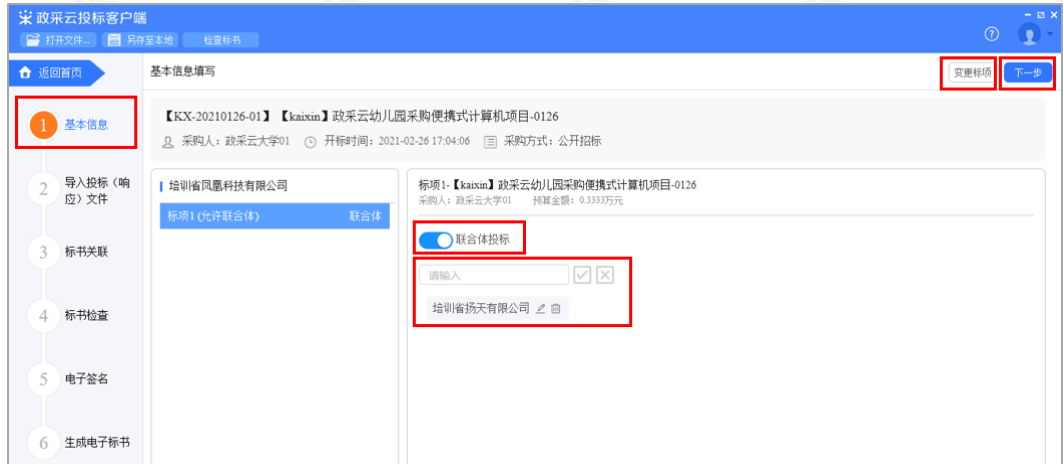 政采云投标客户端
打开文件... 另存至本地 检查标书
返回首页
基本信息填写
变更标项 下一步
1 基本信息
2 导入投标（响应）文件
3 标书关联
4 标书检查
5 电子签名
6 生成电子标书
【KX-20210126-01】【kaixin】政采云幼儿园采购便携式计算机项目-0126
采购人：政采云大学01 开标时间：2021-02-26 17:04:06 采购方式：公开招标
培训省凤凰科技有限公司
标项1 (允许联合体) 联合体
标项1-【kaixin】政采云幼儿园采购便携式计算机项目-0126
采购人：政采云大学01 预算金额：0.3333万元
联合体投标
请输入
培训省扬天有限公司